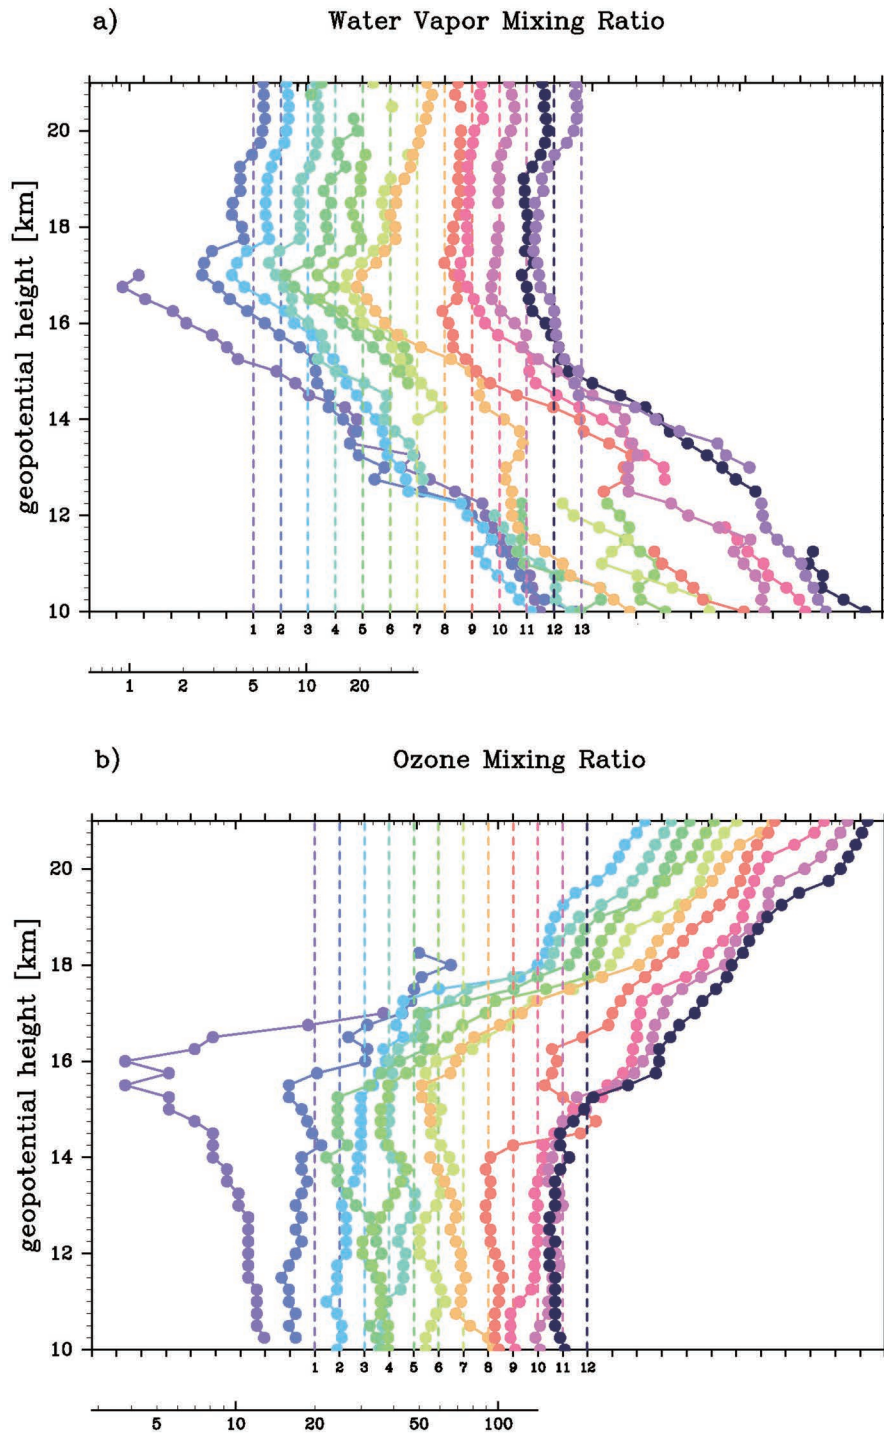 a) Water Vapor Mixing Ratio
20
18
16
14
12
10
geopotential height [km]
1 2 3 4 5 6 7 8 9 10 11 12 13
1 2 5 10 20
b) Ozone Mixing Ratio
20
18
16
14
12
10
geopotential height [km]
1 2 3 4 5 6 7 8 9 10 11 12
5 10 20 50 100